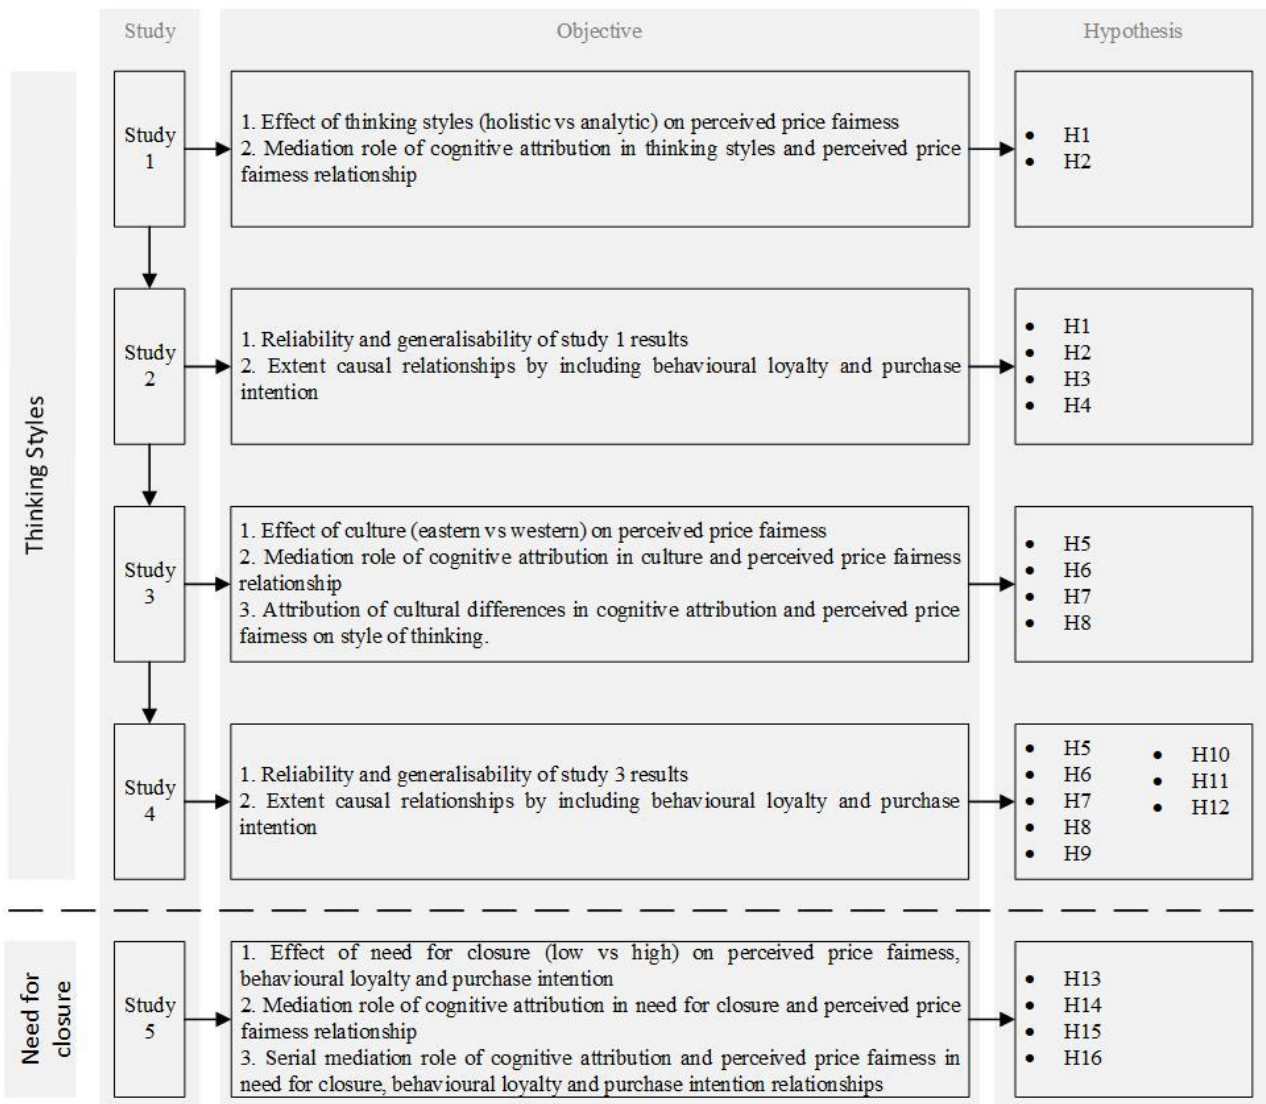 Study
Objective
Hypothesis
Thinking Styles
Study
1
1. Effect of thinking styles (holistic vs analytic) on perceived price fairness
2. Mediation role of cognitive attribution in thinking styles and perceived price
fairness relationship
• H1
• H2
Study
2
1. Reliability and generalisability of study 1 results
2. Extent causal relationships by including behavioural loyalty and purchase
intention
• H1
• H2
• H3
• H4
Study
3
1. Effect of culture (eastern vs western) on perceived price fairness
2. Mediation role of cognitive attribution in culture and perceived price fairness
relationship
3. Attribution of cultural differences in cognitive attribution and perceived price
fairness on style of thinking.
• H5
• H6
• H7
• H8
Study
4
1. Reliability and generalisability of study 3 results
2. Extent causal relationships by including behavioural loyalty and purchase
intention
• H5
• H6
• H7
• H8
• H9
• H10
• H11
• H12
Need for
closure
Study
5
1. Effect of need for closure (low vs high) on perceived price fairness,
behavioural loyalty and purchase intention
2. Mediation role of cognitive attribution in need for closure and perceived price
fairness relationship
3. Serial mediation role of cognitive attribution and perceived price fairness in
need for closure, behavioural loyalty and purchase intention relationships
• H13
• H14
• H15
• H16